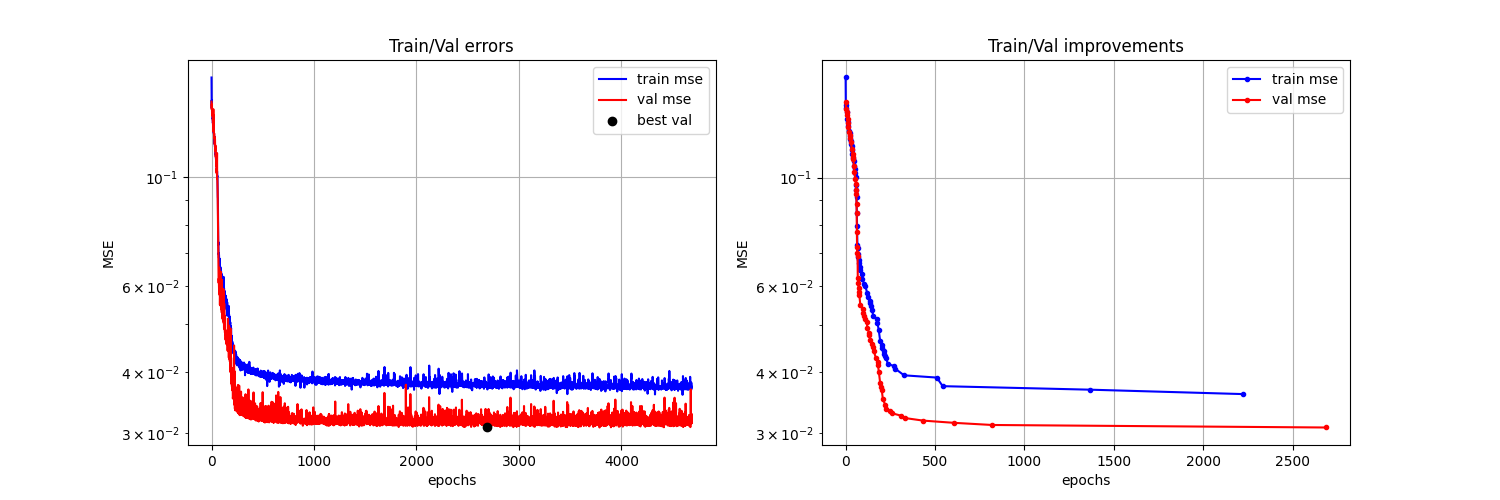 Train/Val errors
train mse
val mse
best val
MSE
10⁻¹
6 × 10⁻²
4 × 10⁻²
3 × 10⁻²
0 1000 2000 3000 4000
epochs
Train/Val improvements
train mse
val mse
MSE
10⁻¹
6 × 10⁻²
4 × 10⁻²
3 × 10⁻²
0 500 1000 1500 2000 2500
epochs